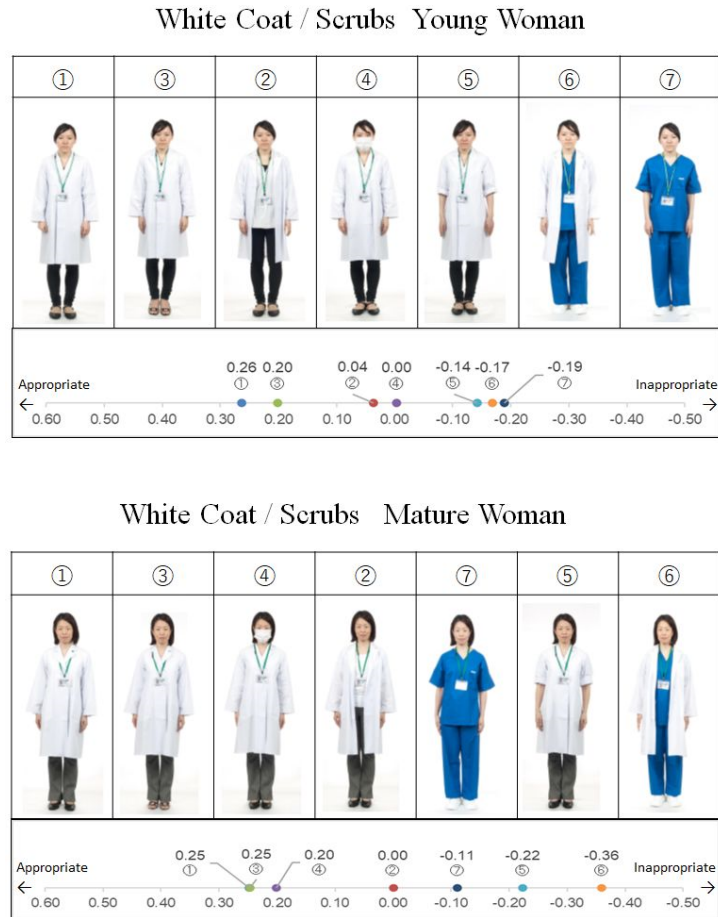 White Coat / Scrubs Young Woman
① ③ ② ④ ⑤ ⑥ ⑦
0.26 0.20 0.04 0.00 -0.14 -0.17 -0.19
① ③ ② ④ ⑤ ⑥ ⑦
Appropriate Inappropriate
← →
0.60 0.50 0.40 0.30 0.20 0.10 0.00 -0.10 -0.20 -0.30 -0.40 -0.50
White Coat / Scrubs Mature Woman
① ③ ④ ② ⑦ ⑤ ⑥
0.25 0.25 0.20 0.00 -0.11 -0.22 -0.36
① ③ ④ ② ⑦ ⑤ ⑥
Appropriate Inappropriate
← →
0.60 0.50 0.40 0.30 0.20 0.10 0.00 -0.10 -0.20 -0.30 -0.40 -0.50